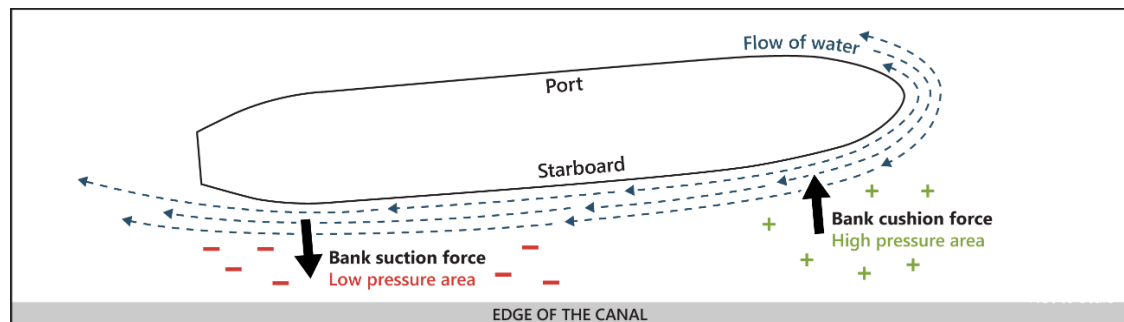 Flow of water
Port
Starboard
Bank cushion force
High pressure area
Bank suction force
Low pressure area
EDGE OF THE CANAL